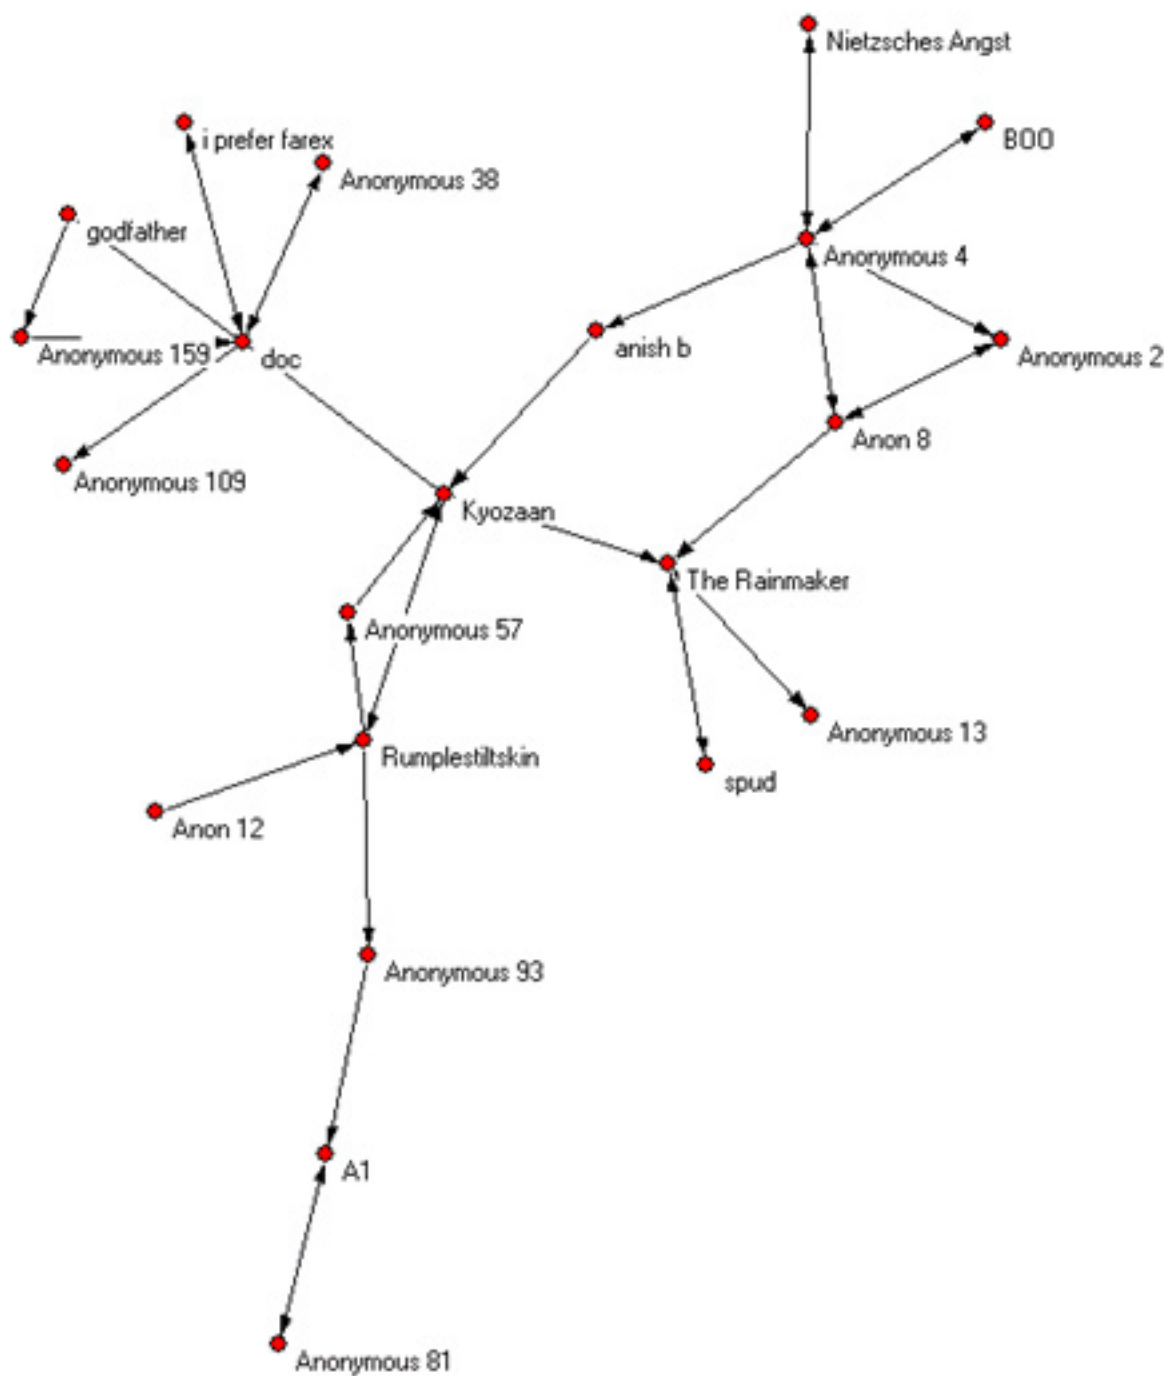 Nietzsches Angst
BOO
i prefer farex
Anonymous 38
godfather
Anonymous 4
anish b
Anonymous 159
doc
Anonymous 2
Anon 8
Anonymous 109
Kyozaan
The Rainmaker
Anonymous 57
Anonymous 13
Rumplestiltskin
spud
Anon 12
Anonymous 93
A1
Anonymous 81